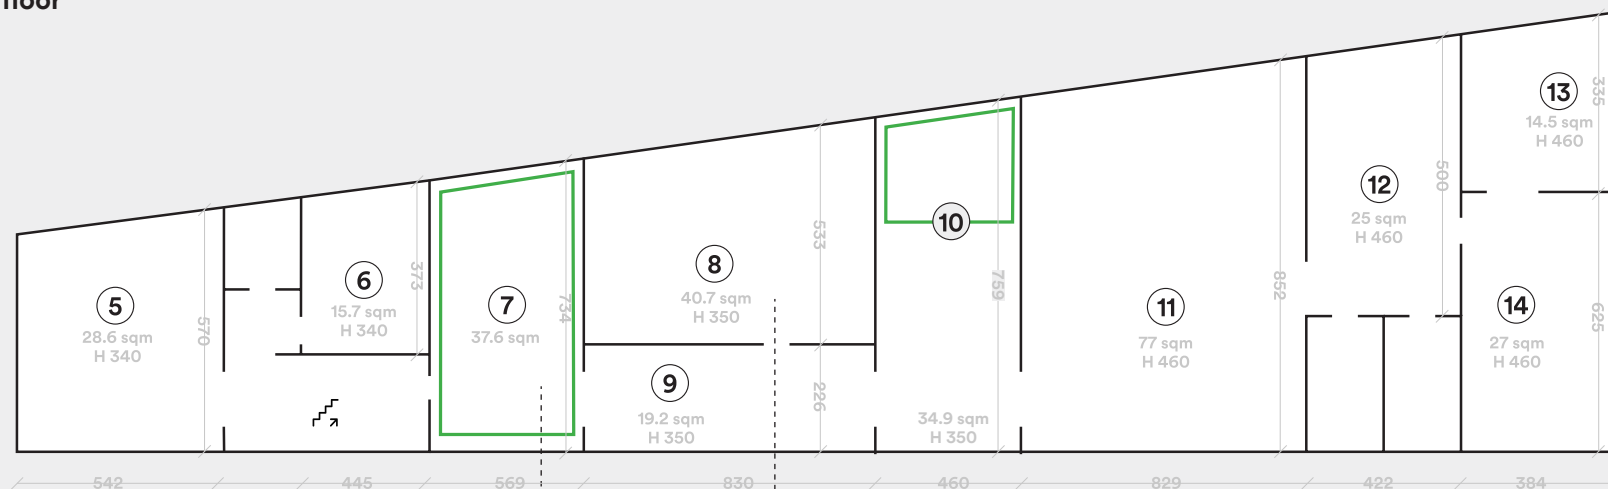 floor
5
28.6 sqm
H 340
570
6
15.7 sqm
H 340
373
7
37.6 sqm
734
8
40.7 sqm
H 350
533
9
19.2 sqm
H 350
226
10
34.9 sqm
H 350
759
11
77 sqm
H 460
852
12
25 sqm
H 460
500
13
14.5 sqm
H 460
335
14
27 sqm
H 460
625
542
445
569
830
460
829
422
384